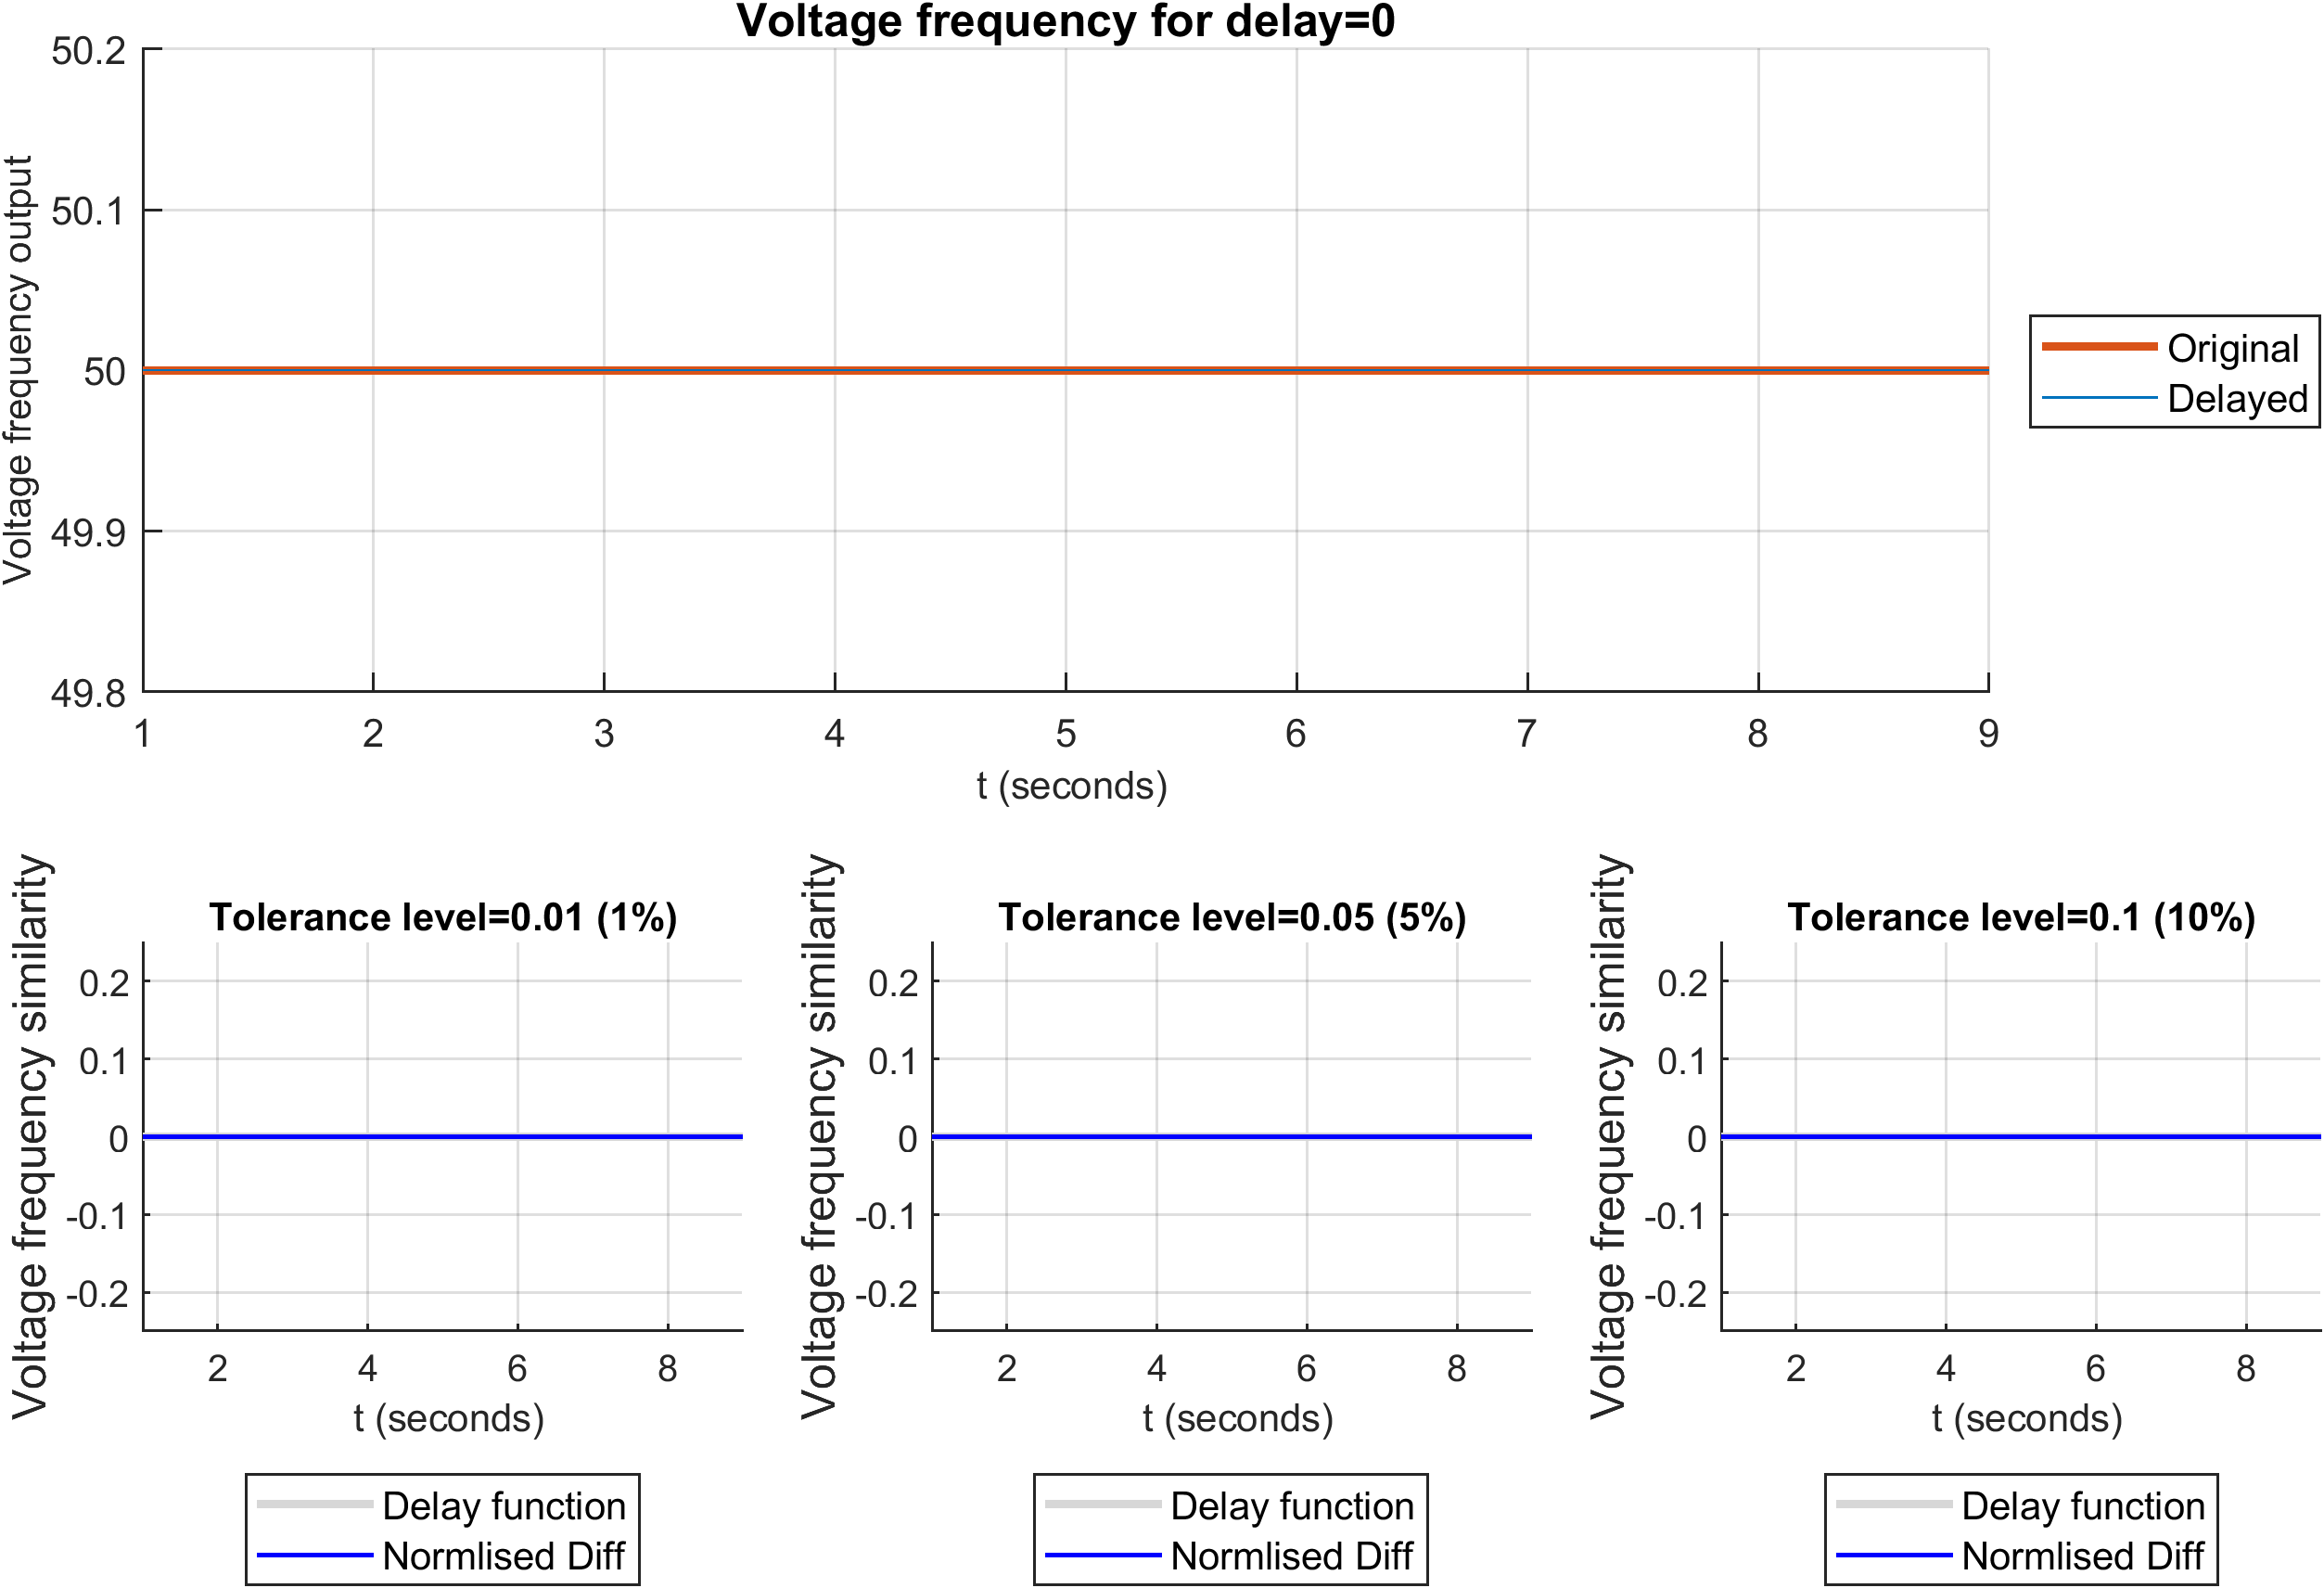 Voltage frequency for delay=0
Voltage frequency output
50.2
50.1
50
49.9
49.8
1 2 3 4 5 6 7 8 9
t (seconds)
Original
Delayed
Tolerance level=0.01 (1%)
Voltage frequency similarity
0.2
0.1
0
-0.1
-0.2
2 4 6 8
t (seconds)
Delay function
Normlised Diff
Tolerance level=0.05 (5%)
Voltage frequency similarity
0.2
0.1
0
-0.1
-0.2
2 4 6 8
t (seconds)
Delay function
Normlised Diff
Tolerance level=0.1 (10%)
Voltage frequency similarity
0.2
0.1
0
-0.1
-0.2
2 4 6 8
t (seconds)
Delay function
Normlised Diff